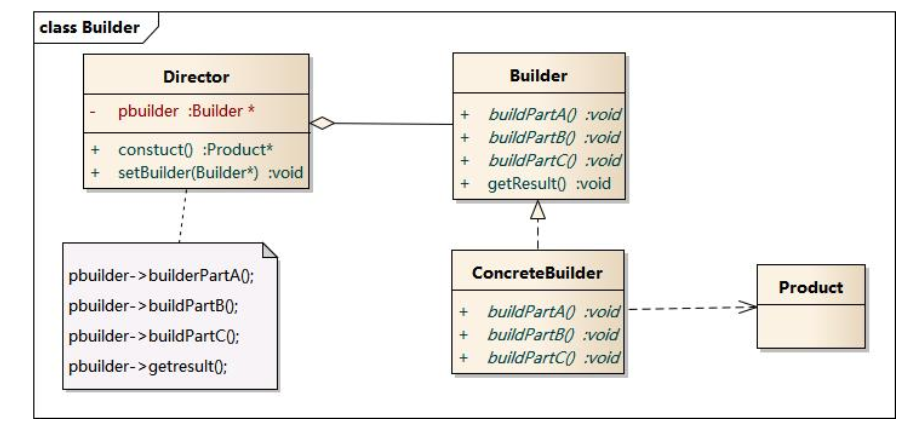 class Builder
Director
- pbuilder :Builder *
+ constuct() :Product*
+ setBuilder(Builder*) :void
Builder
+ buildPartA() :void
+ buildPartB() :void
+ buildPartC() :void
+ getResult() :void
pbuilder->builderPartA();
pbuilder->buildPartB();
pbuilder->buildPartC();
pbuilder->getresult();
ConcreteBuilder
+ buildPartA() :void
+ buildPartB() :void
+ buildPartC() :void
Product